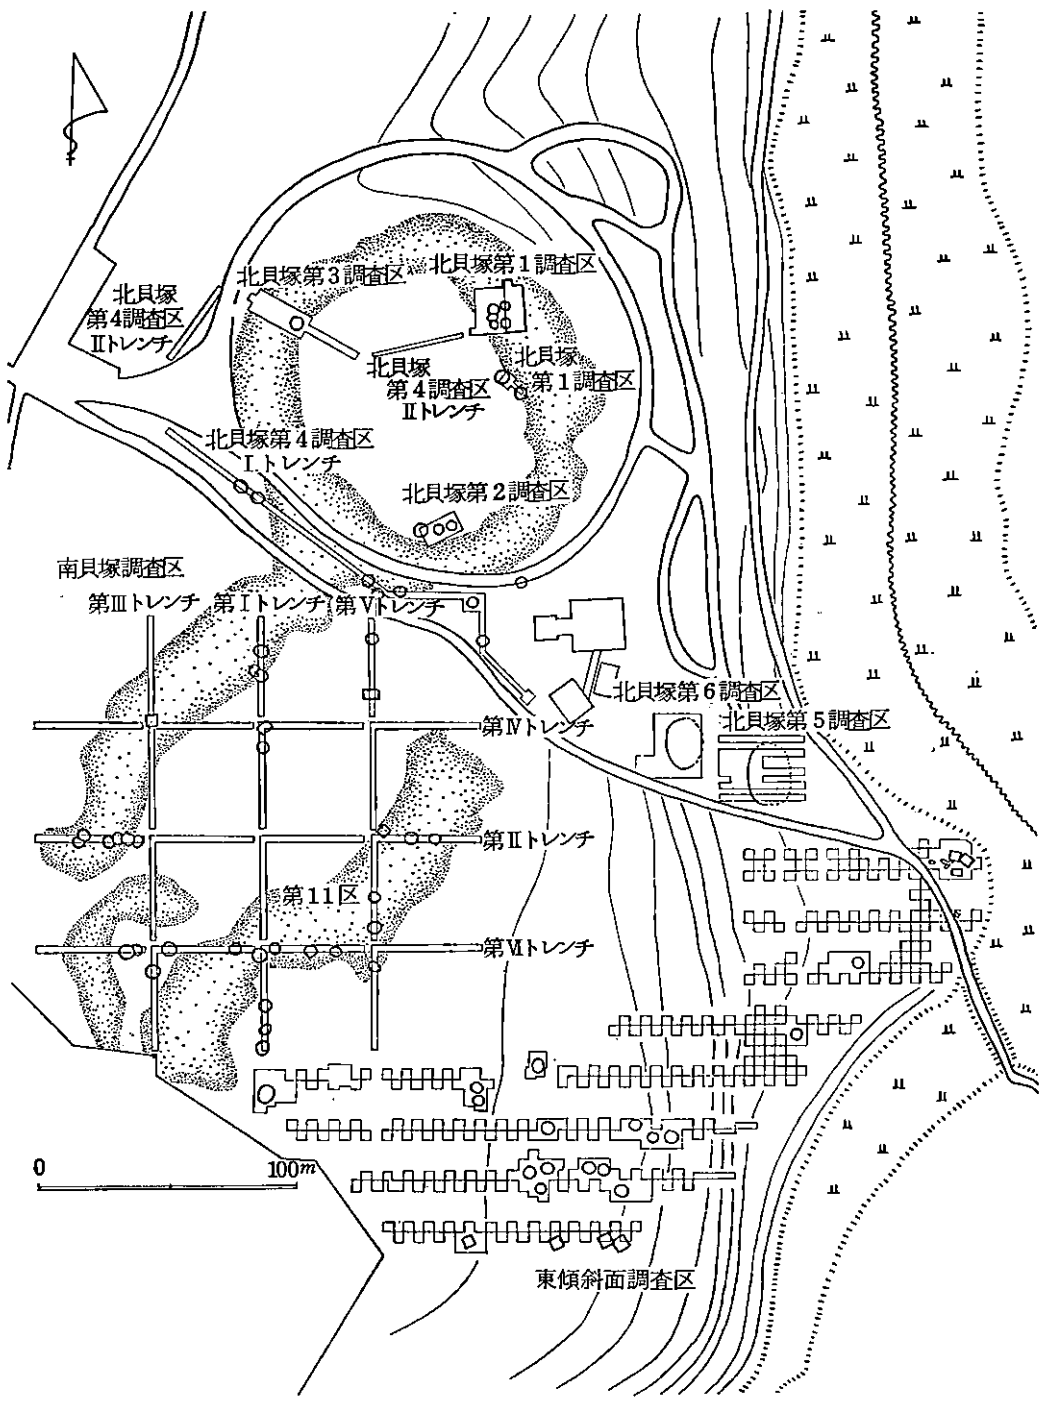 北貝塚第3調査区
北貝塚第1調査区
北貝塚
第4調査区
IIトレンチ
北貝塚
第4調査区
IIトレンチ
北貝塚
第1調査区
北貝塚第4調査区
Iトレンチ
北貝塚第2調査区
南貝塚調査区
第IIIトレンチ
第Iトレンチ
第Vトレンチ
北貝塚第6調査区
北貝塚第5調査区
第IVトレンチ
第IIトレンチ
第11区
第VIトレンチ
0
100m
東傾斜面調査区